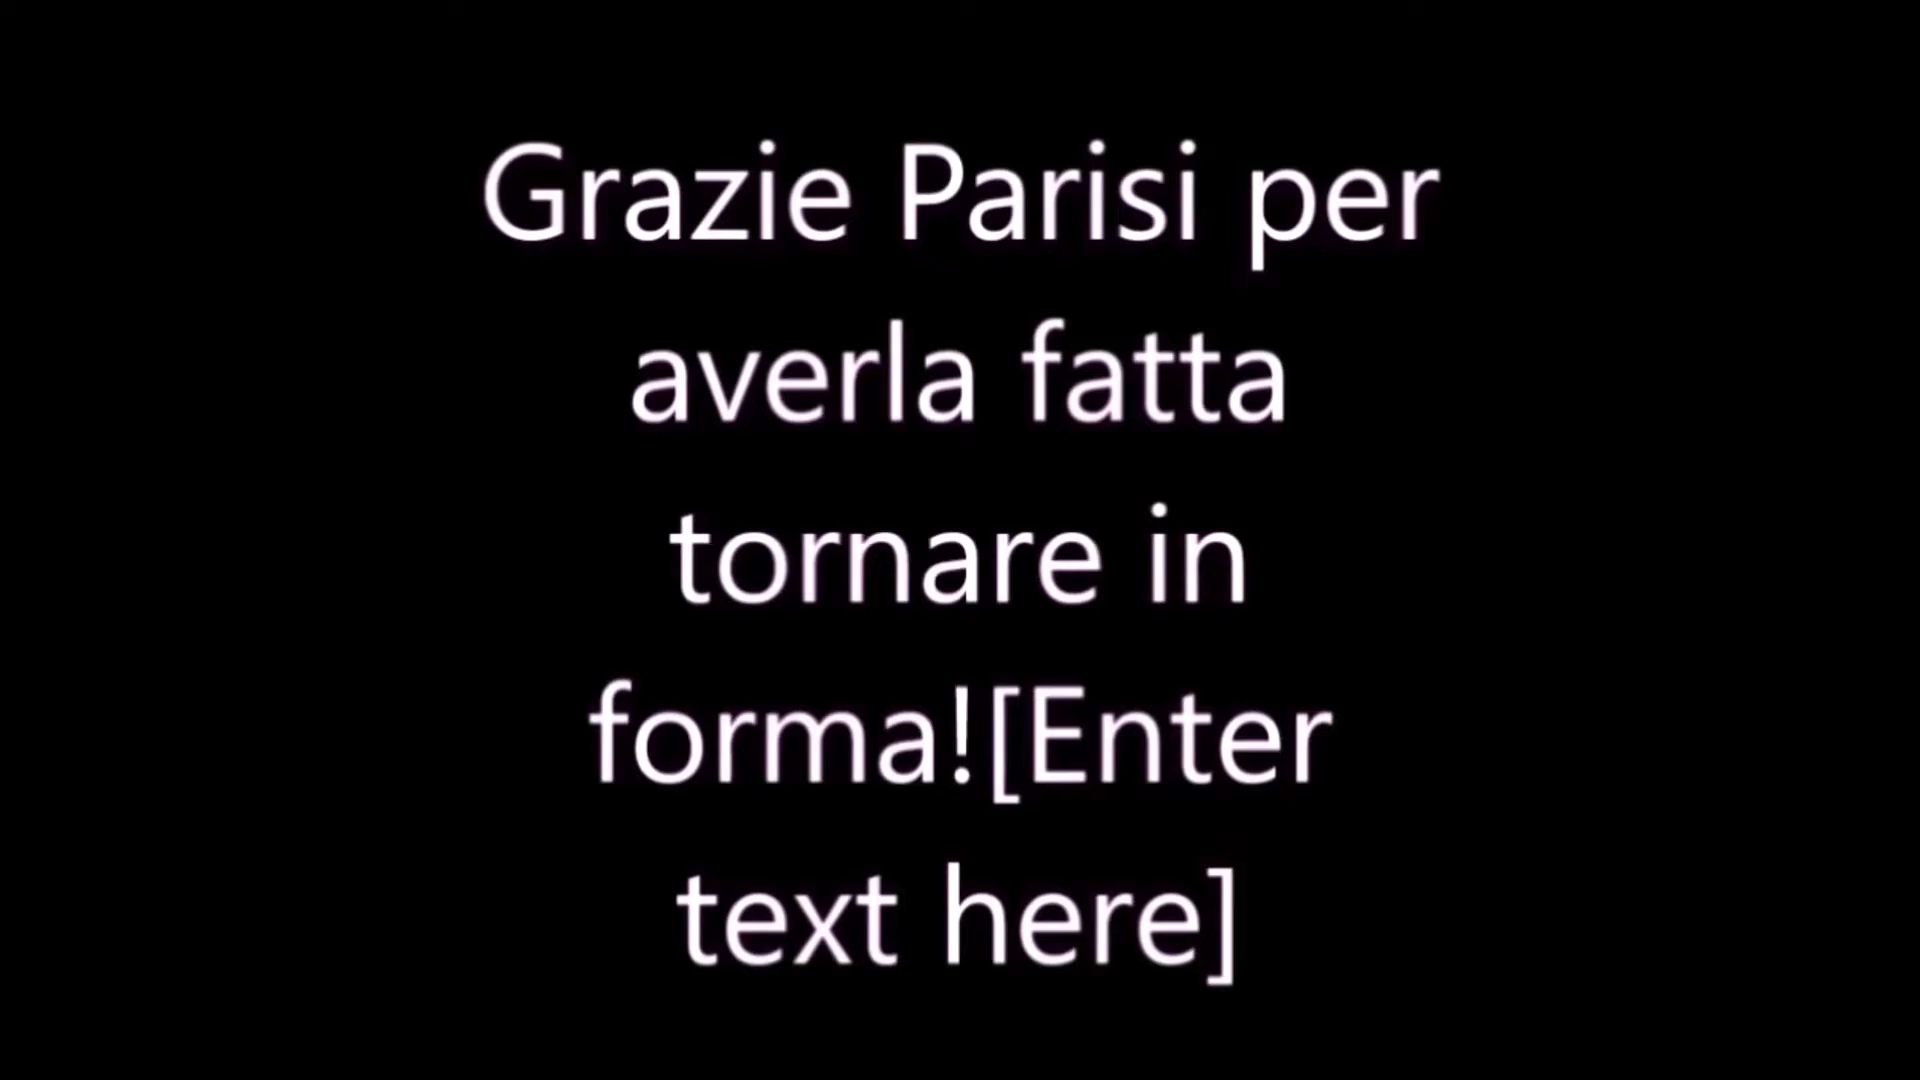 Grazie Parisi per
averla fatta
tornare in
forma![Enter
text here]